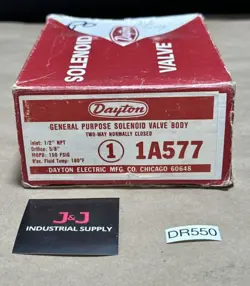 SOLENOID
VALVE
Dayton
GENERAL PURPOSE SOLENOID VALVE BODY
TWO-WAY NORMALLY CLOSED
Inlet: 1/2" NPT
Orifice: 5/8"
MOPD: 150 PSIG
Max. Fluid Temp: 180°F
1 1A577
DAYTON ELECTRIC MFG. CO. CHICAGO 60648
J&J
INDUSTRIAL SUPPLY
DR550